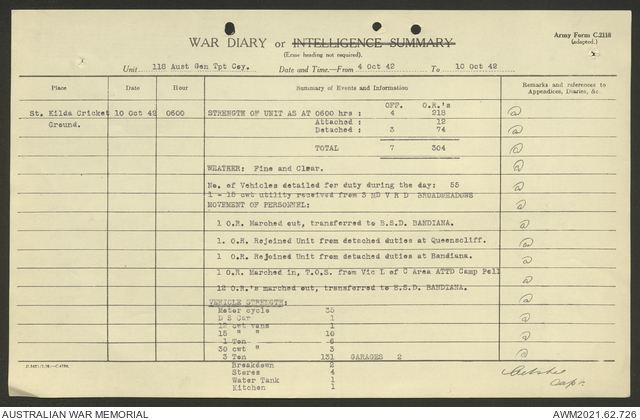 Army Form C.2118
(adapted.)
WAR DIARY or INTELLIGENCE SUMMARY
(Erase heading not required).
Unit 118 Aust Gen Tpt Coy. Date and Time.—From 4 Oct 42 To 10 Oct 42
Place Date Hour Summary of Events and Information Remarks and references to Appendices, Diaries, &c.
OFF. O.R.'s
St. Kilda Cricket 10 Oct 42 0600 STRENGTH OF UNIT AS AT 0600 hrs : 4 218
Ground. Attached : 12
Detached : 3 74
TOTAL 7 304
WEATHER: Fine and Clear.
No. of Vehicles detailed for duty during the day: 55
1 - 15 cwt utility received from 3 HD V R D BROADMEADOWS
MOVEMENT OF PERSONNEL:
1 O.R. Marched out, transferred to B.S.D. BANDIANA.
1. O.R. Rejoined Unit from detached duties at Queenscliff.
1 O.R. Rejoined Unit from detached duties at Bandiana.
1 O.R. Marched in, T.O.S. from Vic L of C Area ATTD Camp Pell
12 O.R.'s marched out, transferred to B.S.D. BANDIANA.
VEHICLE STRENGTH:
Motor cycle
D S Car 1
12 cwt vans 1
15 " " 10
1 Ton 6
30 cwt " 3
3 Ten 131 GARAGES 2
Breakdown 2
Stores 4
Water Tank 1
Kitchen 1
Capt.
AUSTRALIAN WAR MEMORIAL
AWM2021.62.726